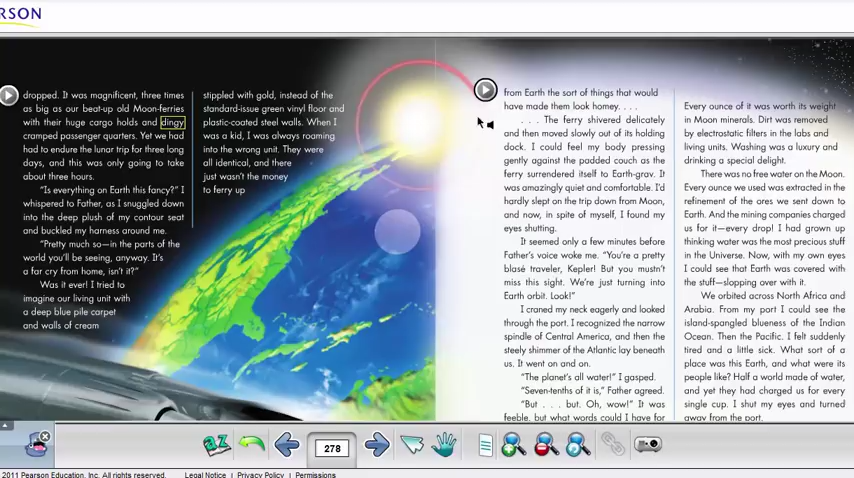 RSON
dropped. It was magnificent, three times
as big as our beat-up old Moon-ferries
with their huge cargo holds and dingy
cramped passenger quarters. Yet we had
had to endure the lunar trip for three long
days, and this was only going to take
about three hours.
"Is everything on Earth this fancy?" I
whispered to Father, as I snuggled down
into the deep plush of my contour seat
and buckled my harness around me.
"Pretty much so—in the parts of the
world you'll be seeing, anyway. It's
a far cry from home, isn't it?"
Was it ever! I tried to
imagine our living unit with
a deep blue pile carpet
and walls of cream
stippled with gold, instead of the
standard-issue green vinyl floor and
plastic-coated steel walls. When I
was a kid, I was always roaming
into the wrong unit. They were
all identical, and there
just wasn't the money
to ferry up
from Earth the sort of things that would
have made them look homey. . . .
. . . The ferry shivered delicately
and then moved slowly out of its holding
dock. I could feel my body pressing
gently against the padded couch as the
ferry surrendered itself to Earth-grav. It
was amazingly quiet and comfortable. I'd
hardly slept on the trip down from Moon,
and now, in spite of myself, I found my
eyes shutting.
It seemed only a few minutes before
Father's voice woke me. "You're a pretty
blasé traveler, Kepler! But you mustn't
miss this sight. We're just turning into
Earth orbit. Look!"
I craned my neck eagerly and looked
through the port. I recognized the narrow
spindle of Central America, and then the
steely shimmer of the Atlantic lay beneath
us. It went on and on.
"The planet's all water!" I gasped.
"Seven-tenths of it is," Father agreed.
"But . . . but. Oh, wow!" It was
feeble, but what words could I have for
Every ounce of it was worth its weight
in Moon minerals. Dirt was removed
by electrostatic filters in the labs and
living units. Washing was a luxury and
drinking a special delight.
There was no free water on the Moon.
Every ounce we used was extracted in the
refinement of the ores we sent down to
Earth. And the mining companies charged
us for it—every drop! I had grown up
thinking water was the most precious stuff
in the Universe. Now, with my own eyes
I could see that Earth was covered with
the stuff—slopping over with it.
We orbited across North Africa and
Arabia. From my port I could see the
island-spangled blueness of the Indian
Ocean. Then the Pacific. I felt suddenly
tired and a little sick. What sort of a
place was this Earth, and what were its
people like? Half a world made of water,
and yet they had charged us for every
single cup. I shut my eyes and turned
away from the port.
az
278
2011 Pearson Education, Inc. All rights reserved. Legal Notice | Privacy Policy | Permissions